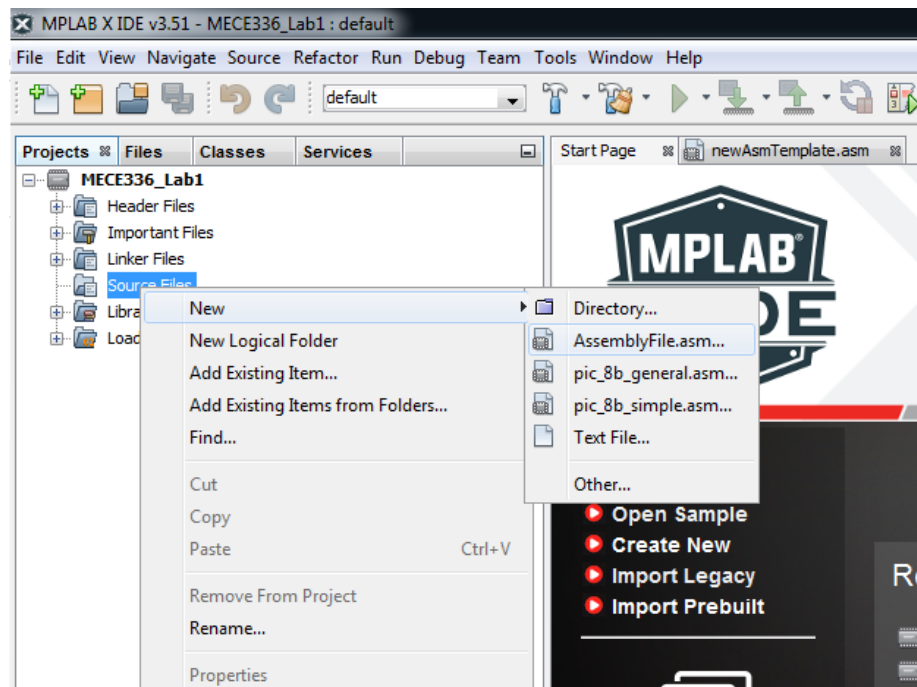 MPLAB X IDE v3.51 - MECE336_Lab1 : default
File Edit View Navigate Source Refactor Run Debug Team Tools Window Help
default
Projects Files Classes Services
Start Page newAsmTemplate.asm
MECE336_Lab1
Header Files
Important Files
Linker Files
Source Files
Libra
Load
MPLAB®
DE
New
New Logical Folder
Add Existing Item...
Add Existing Items from Folders...
Find...
Cut
Copy
Paste Ctrl+V
Remove From Project
Rename...
Properties
Directory...
AssemblyFile.asm...
pic_8b_general.asm...
pic_8b_simple.asm...
Text File...
Other...
Open Sample
Create New
Import Legacy
Import Prebuilt